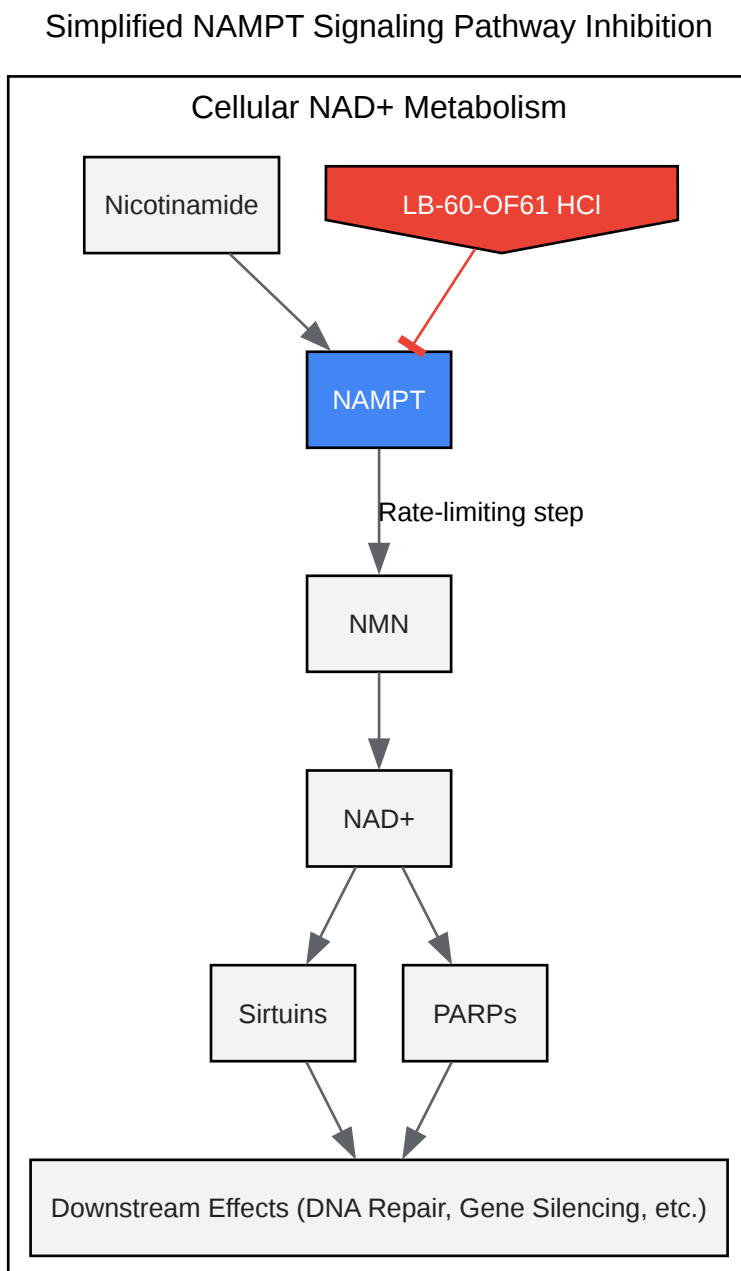 Simplified NAMPT Signaling Pathway Inhibition
Cellular NAD+ Metabolism
Nicotinamide
LB-60-OF61 HCl
NAMPT
Rate-limiting step
NMN
NAD+
Sirtuins
PARPs
Downstream Effects (DNA Repair, Gene Silencing, etc.)